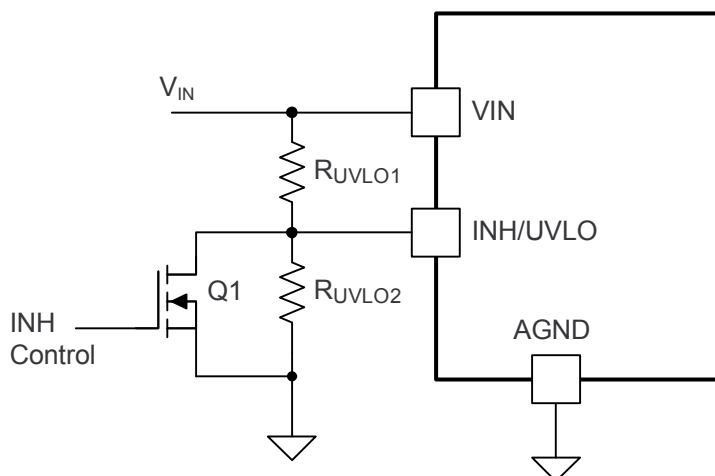 VIN
VIN
RUVLO1
INH/UVLO
Q1
RUVLO2
INH
Control
AGND